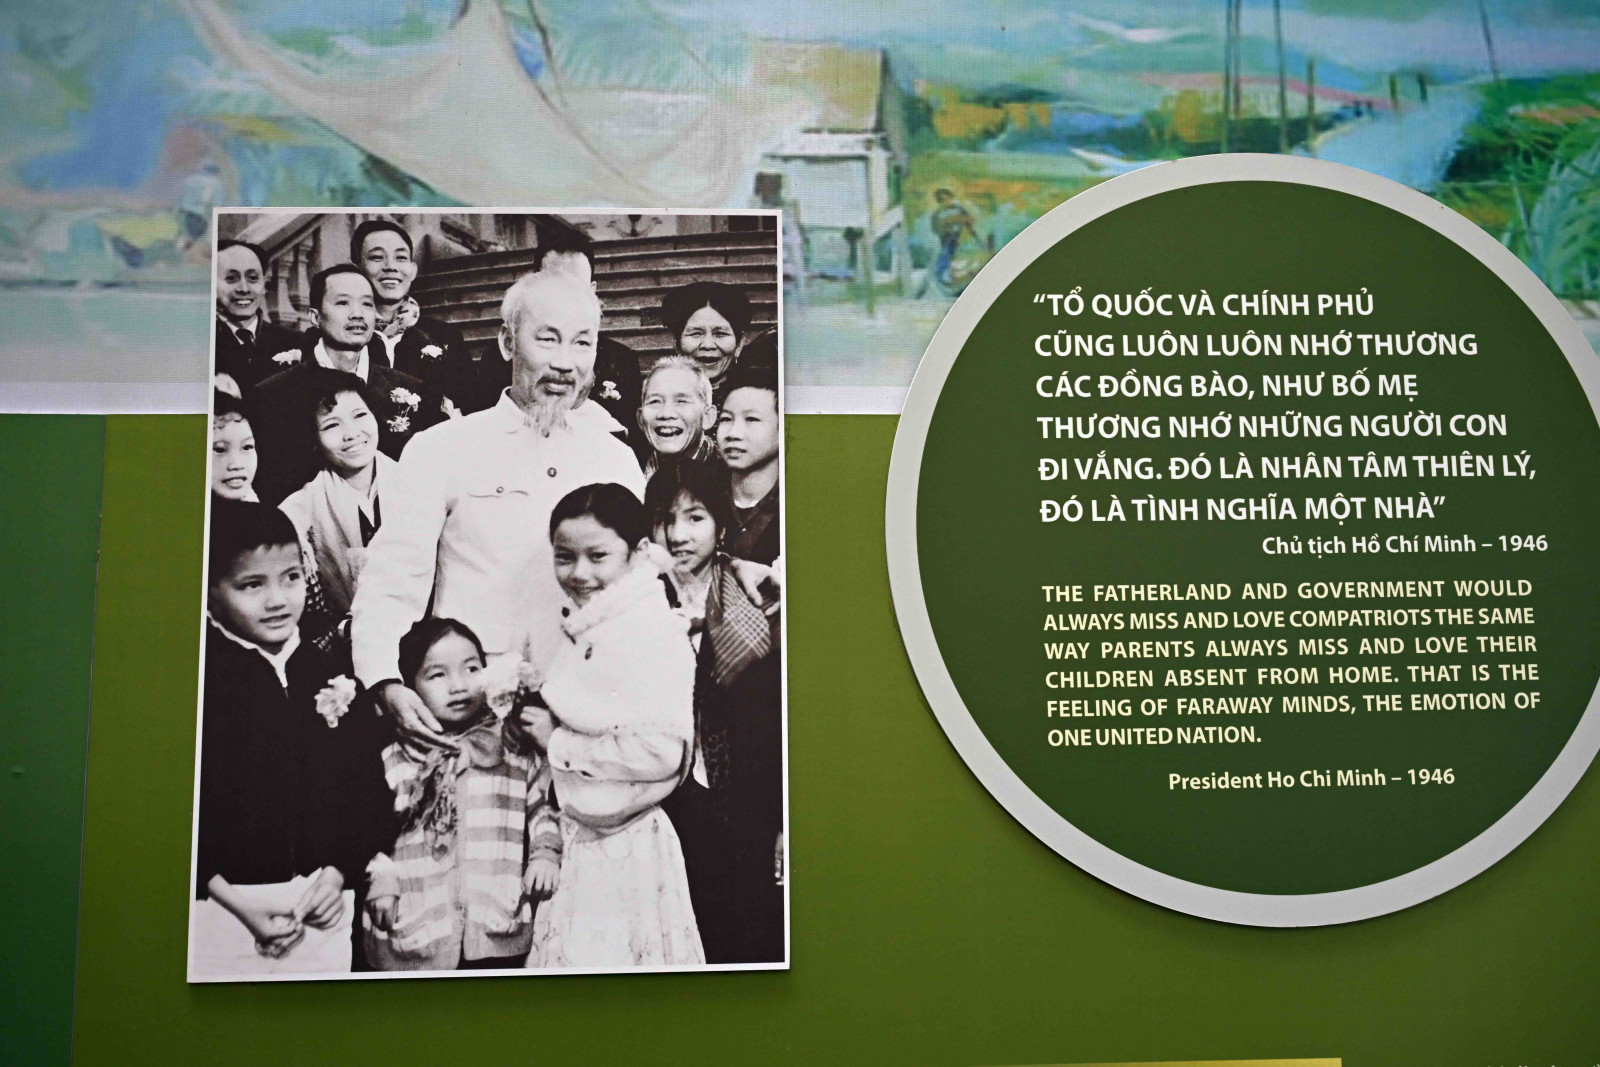 “TỔ QUỐC VÀ CHÍNH PHỦ
CŨNG LUÔN LUÔN NHỚ THƯƠNG
CÁC ĐỒNG BÀO, NHƯ BỐ MẸ
THƯƠNG NHỚ NHỮNG NGƯỜI CON
ĐI VẮNG. ĐÓ LÀ NHÂN TÂM THIÊN LÝ,
ĐÓ LÀ TÌNH NGHĨA MỘT NHÀ”
Chủ tịch Hồ Chí Minh – 1946
THE FATHERLAND AND GOVERNMENT WOULD
ALWAYS MISS AND LOVE COMPATRIOTS THE SAME
WAY PARENTS ALWAYS MISS AND LOVE THEIR
CHILDREN ABSENT FROM HOME. THAT IS THE
FEELING OF FARAWAY MINDS, THE EMOTION OF
ONE UNITED NATION.
President Ho Chi Minh – 1946